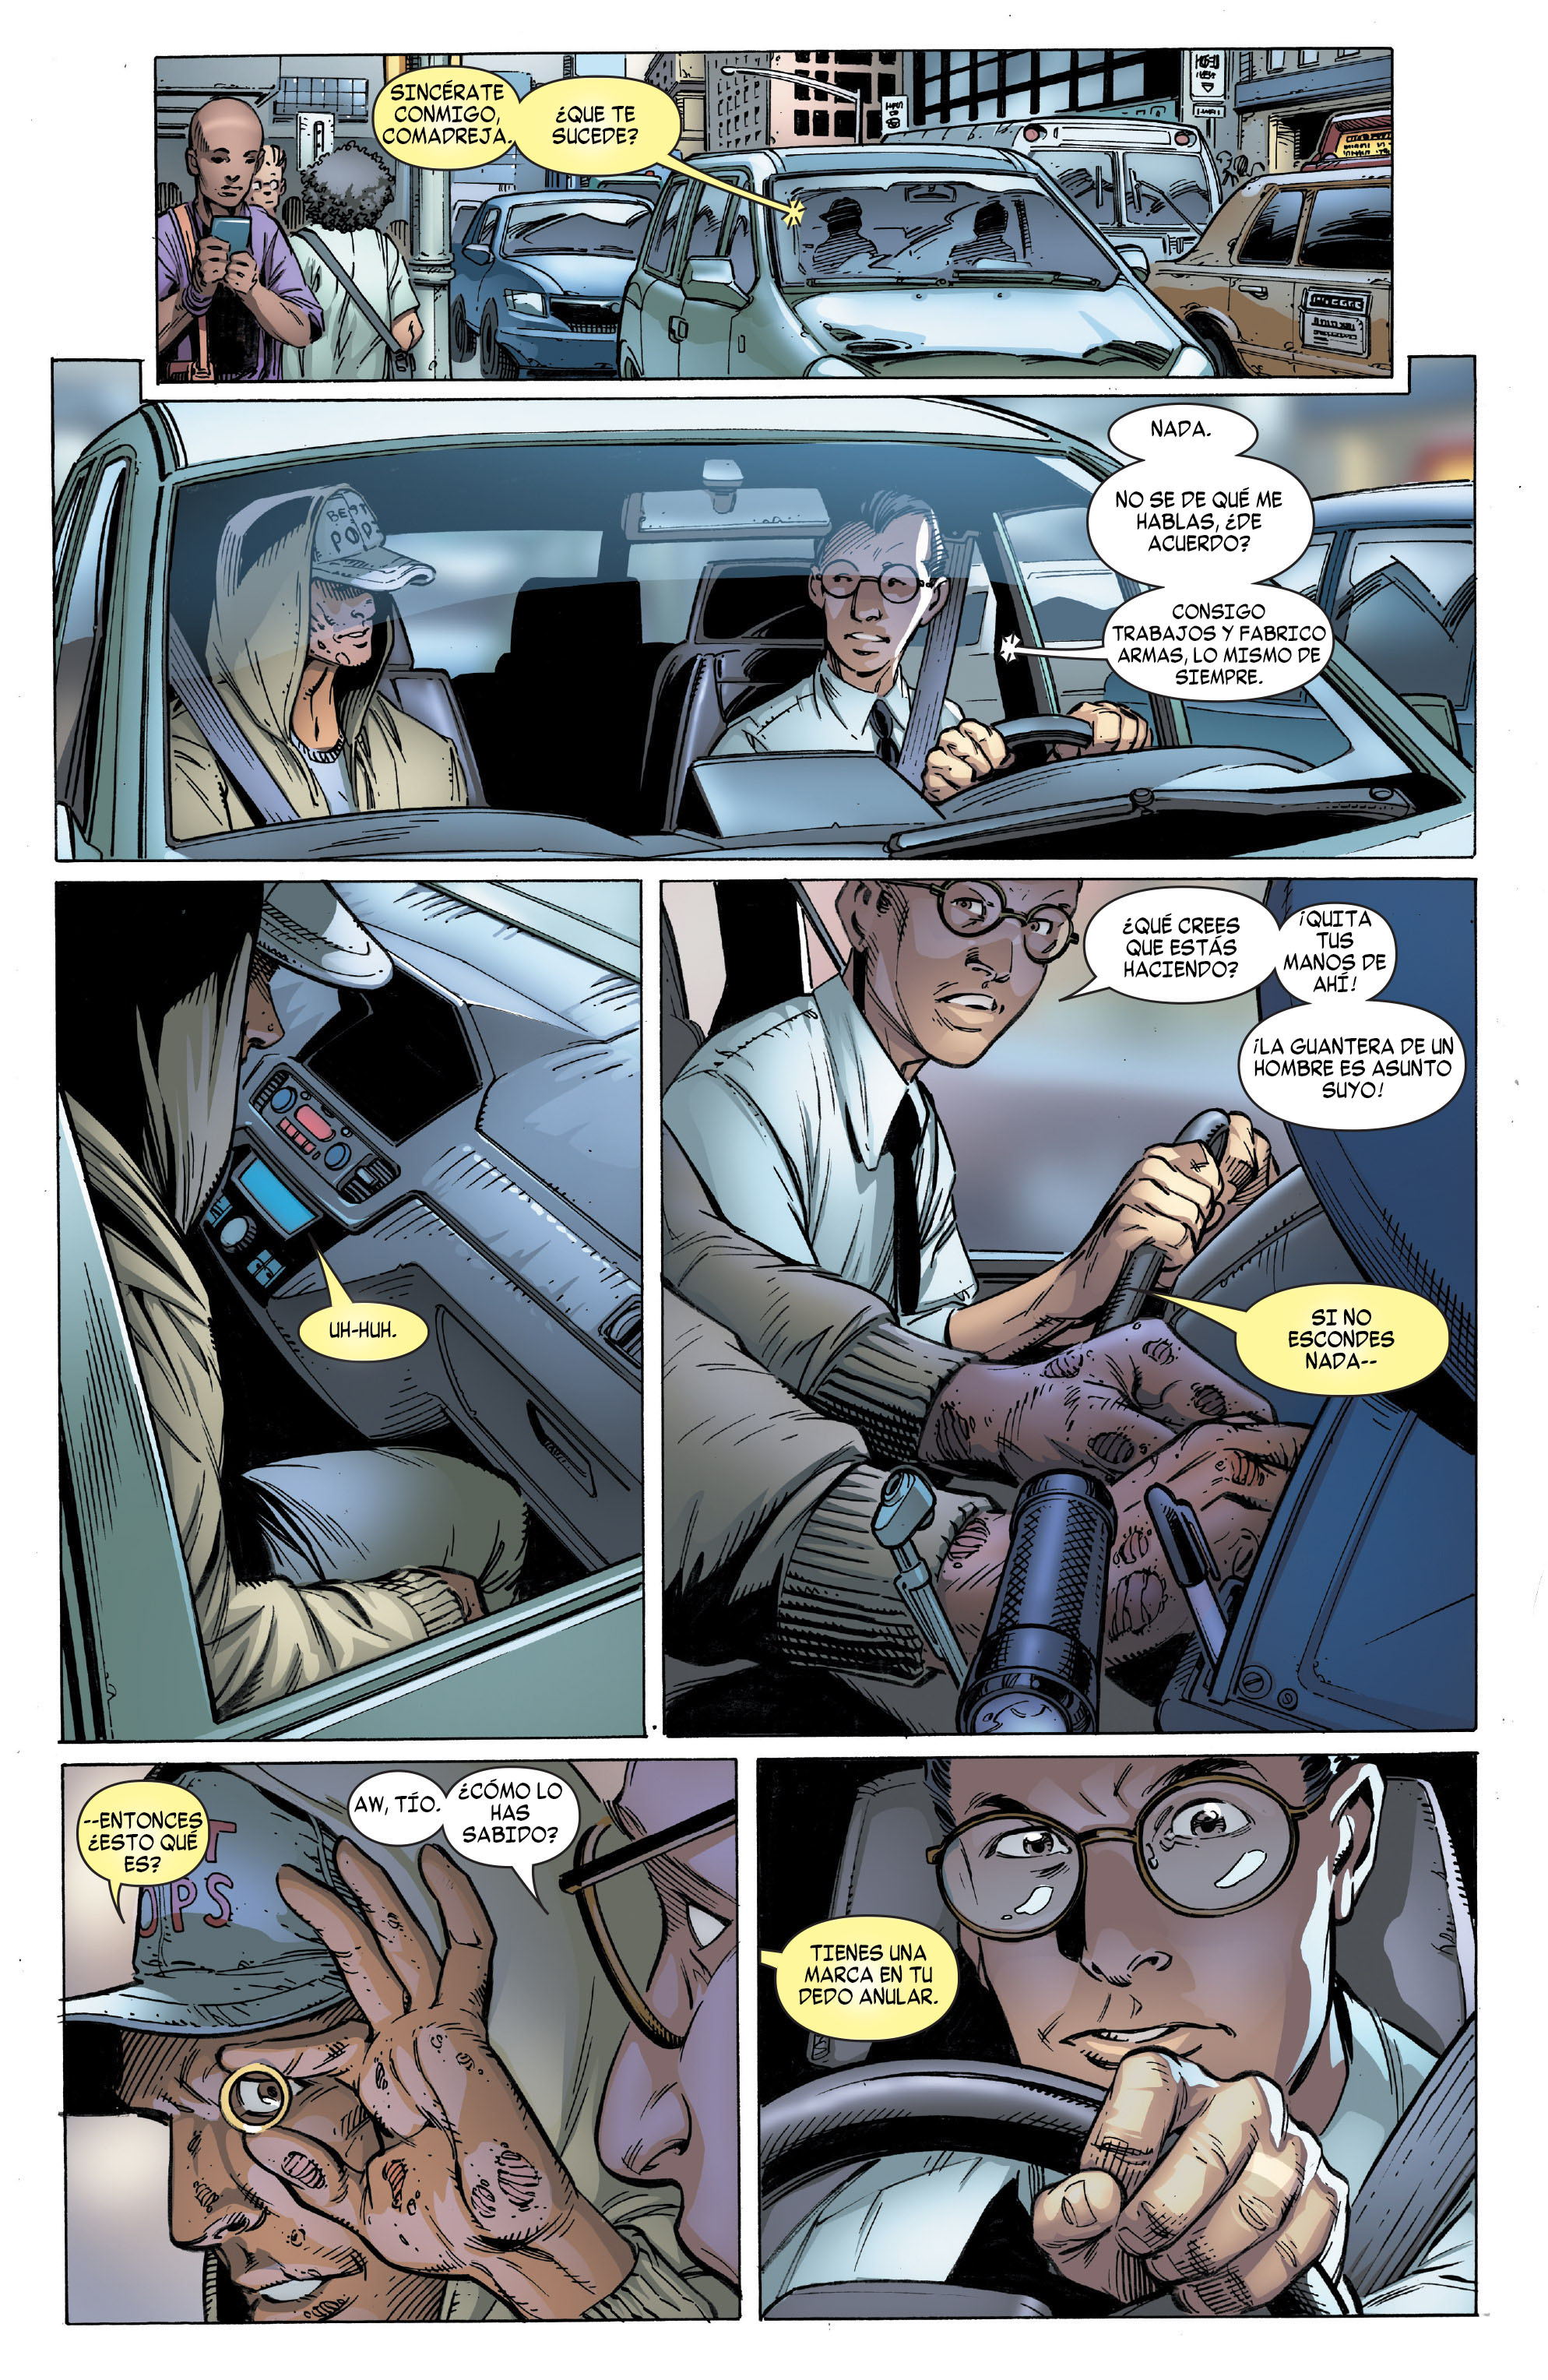 SINCÉRATE
CONMIGO,
COMADREJA.
¿QUE TE
SUCEDE?
NADA.
NO SE DE QUÉ ME
HABLAS, ¿DE
ACUERDO?
CONSIGO
TRABAJOS Y FABRICO
ARMAS, LO MISMO DE
SIEMPRE.
BEST
POPS
UH-HUH.
¿QUÉ CREES
QUE ESTÁS
HACIENDO?
¡QUITA
TUS
MANOS DE
AHÍ!
¡LA GUANTERA DE UN
HOMBRE ES ASUNTO
SUYO!
SI NO
ESCONDES
NADA--
--ENTONCES
¿ESTO QUÉ
ES?
AW, TÍO.
¿CÓMO LO
HAS
SABIDO?
T
OPS
TIENES UNA
MARCA EN TU
DEDO ANULAR.